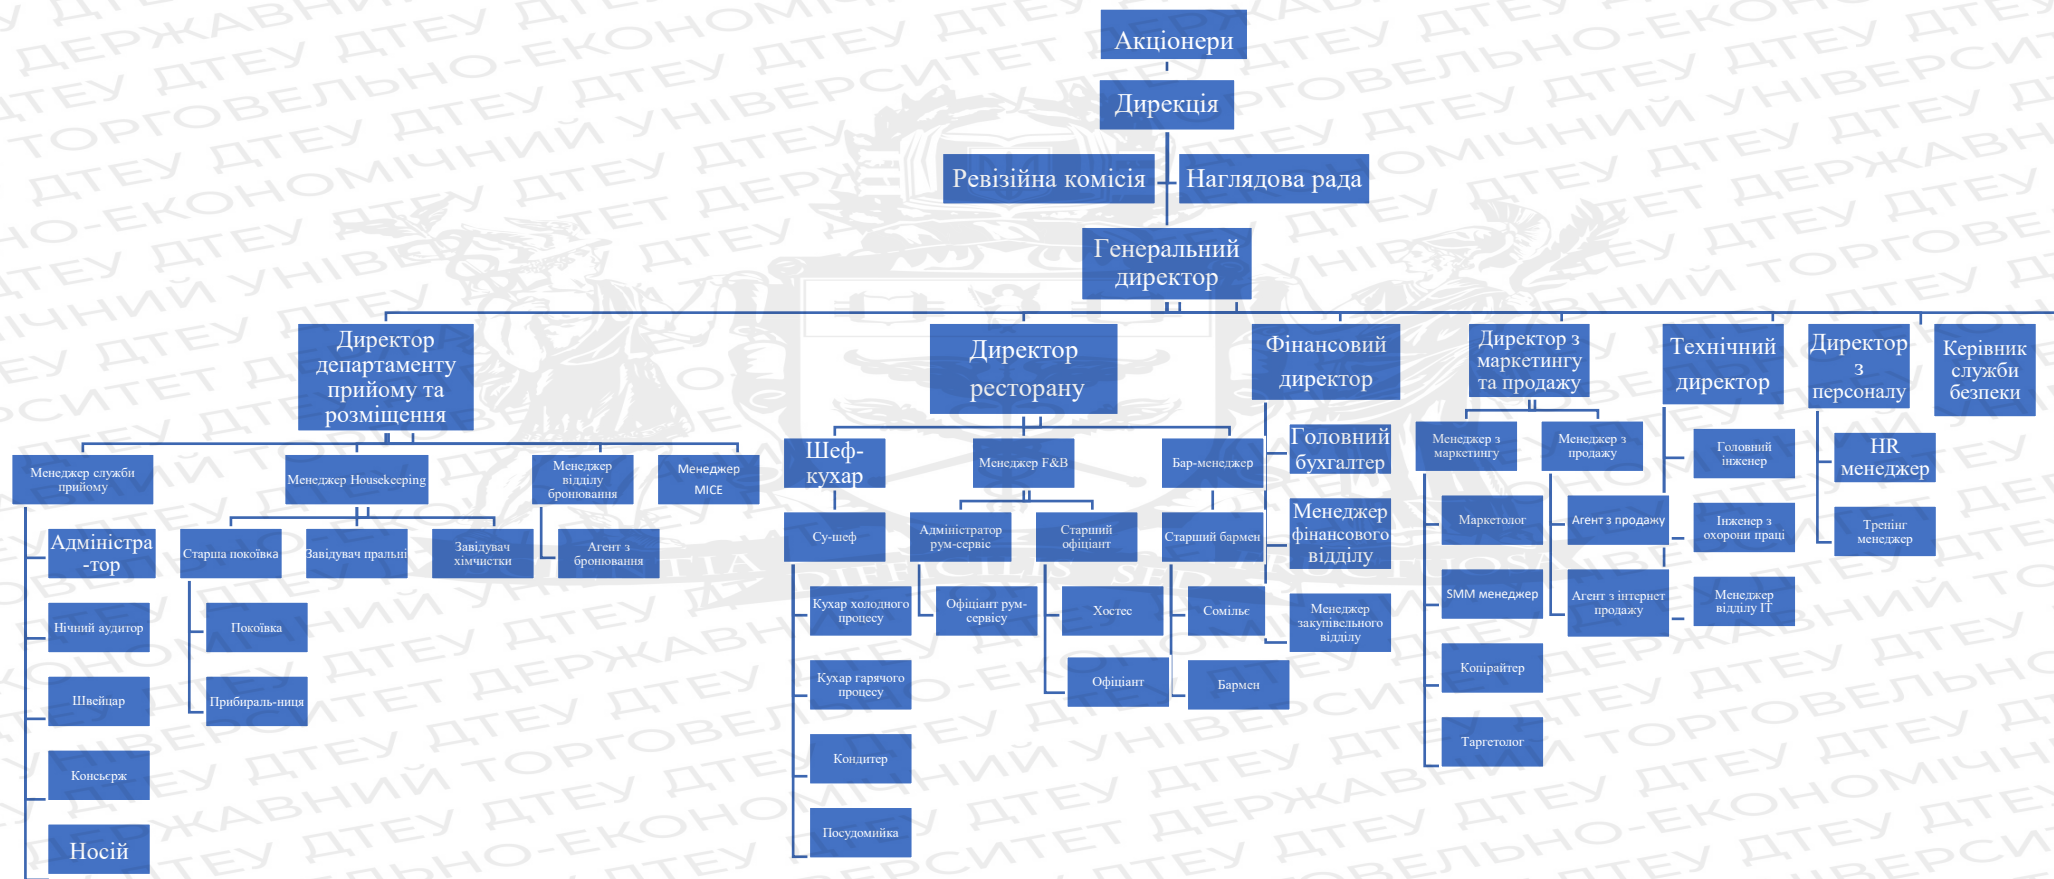 Акціонери
Дирекція
Ревізійна комісія
Наглядова рада
Генеральний
директор
Директор
департаменту
прийому та
розміщення
Директор
ресторану
Фінансовий
директор
Директор з
маркетингу
та продажу
Технічний
директор
Директор
з
персоналу
Керівник
служби
безпеки
Менеджер служби
прийому
Менеджер Housekeeping
Менеджер
відділу
бронювання
Менеджер
MICE
Шеф-
кухар
Менеджер F&B
Бар-менеджер
Головний
бухгалтер
Менеджер з
маркетингу
Менеджер з
продажу
Головний
інженер
HR
менеджер
Адміністра
-тор
Старша покоївка
Завідувач пральні
Завідувач
хімчистки
Агент з
бронювання
Су-шеф
Адміністратор
рум-сервіс
Старший
офіціант
Старший бармен
Менеджер
фінансового
відділу
Маркетолог
Агент з продажу
Інженер з
охорони праці
Тренінг
менеджер
Нічний аудитор
Покоївка
Кухар холодного
процесу
Офіціант рум-
сервісу
Хостес
Сомільє
Менеджер
закупівельного
відділу
SMM менеджер
Агент з інтернет
продажу
Менеджер
відділу ІТ
Швейцар
Прибираль-ниця
Кухар гарячого
процесу
Офіціант
Бармен
Копірайтер
Консьєрж
Кондитер
Таргетолог
Носій
Посудомийка